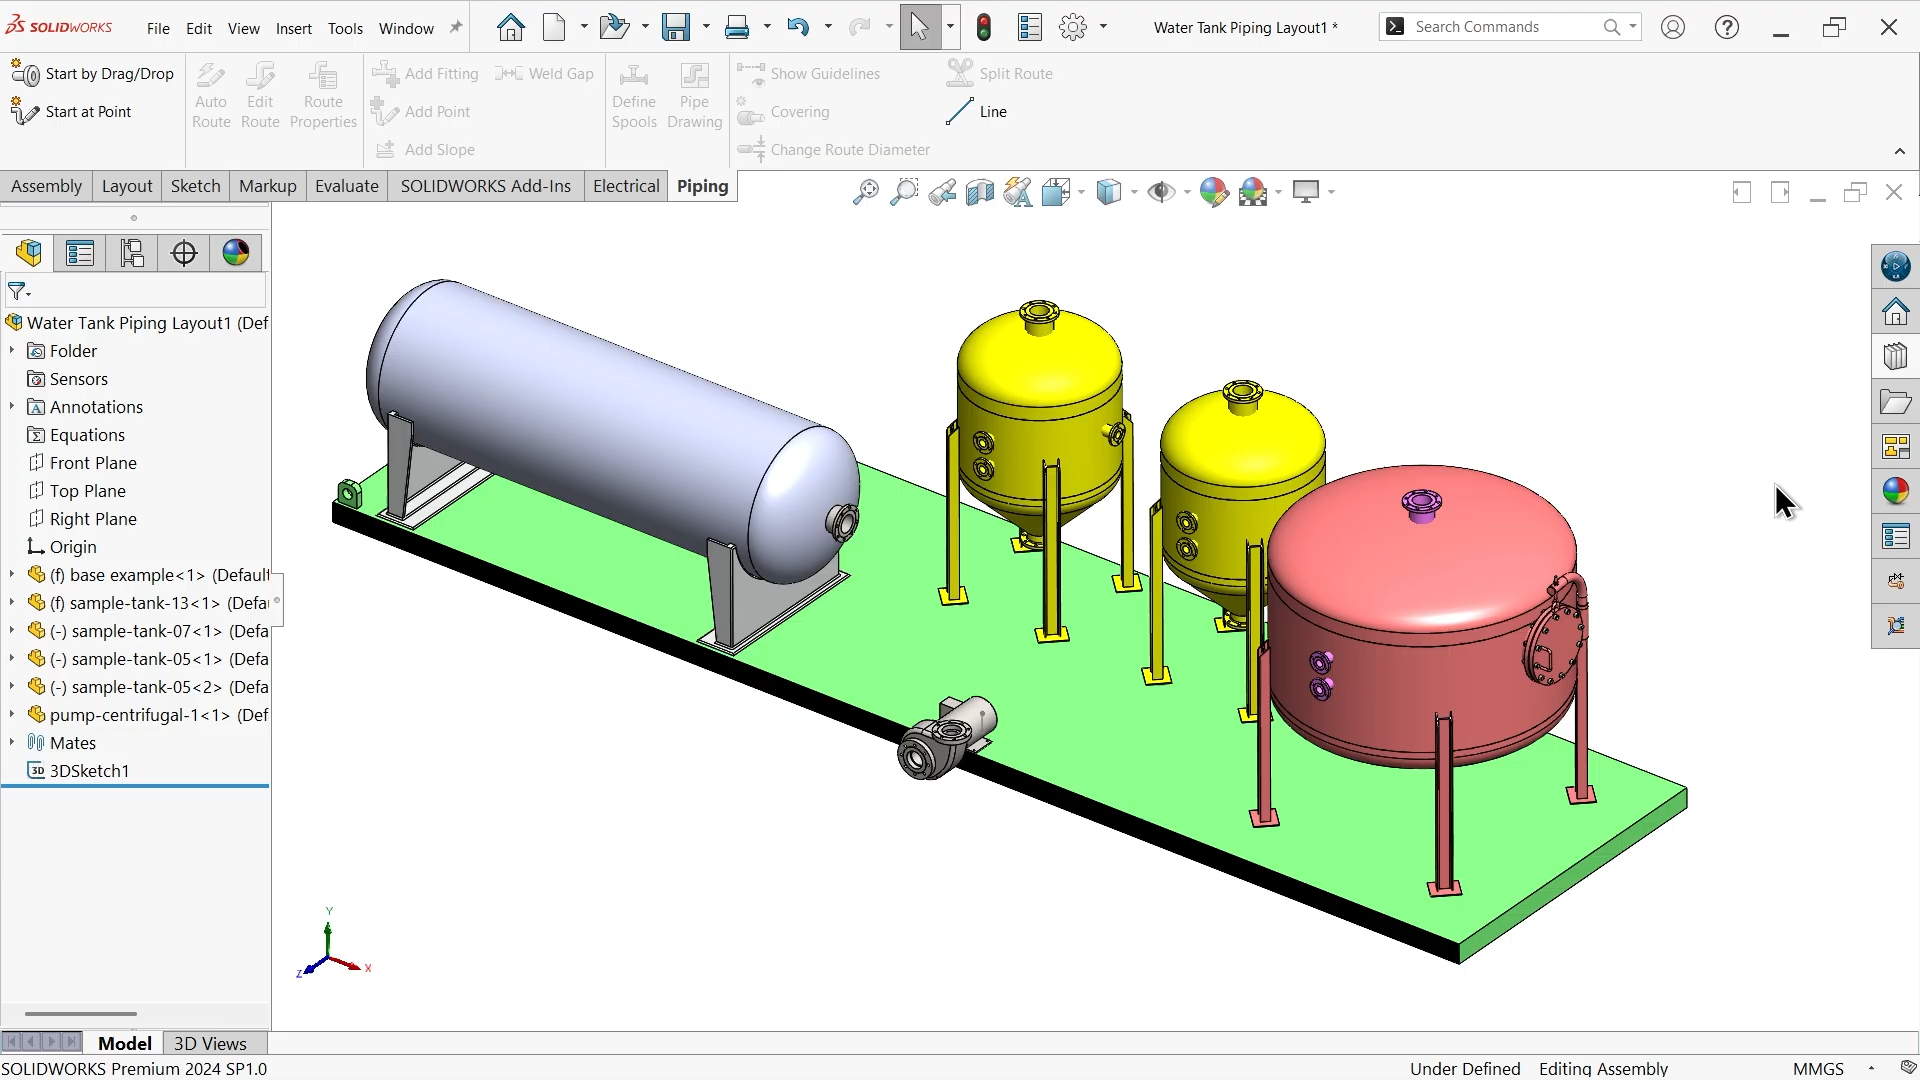 SOLIDWORKS File Edit View Insert Tools Window
Water Tank Piping Layout1 *
Search Commands
Start by Drag/Drop
Start at Point
Auto Route
Edit Route
Route Properties
Add Fitting
Weld Gap
Add Point
Add Slope
Define Spools
Pipe Drawing
Show Guidelines
Covering
Change Route Diameter
Split Route
Line
Assembly Layout Sketch Markup Evaluate SOLIDWORKS Add-Ins Electrical Piping
Water Tank Piping Layout1 (Def
Folder
Sensors
Annotations
Equations
Front Plane
Top Plane
Right Plane
Origin
(f) base example<1> (Default
(f) sample-tank-13<1> (Defa
(-) sample-tank-07<1> (Defa
(-) sample-tank-05<1> (Defa
(-) sample-tank-05<2> (Defa
pump-centrifugal-1<1> (Def
Mates
3D 3DSketch1
Y
Z
X
Model 3D Views
SOLIDWORKS Premium 2024 SP1.0
Under Defined Editing Assembly MMGS